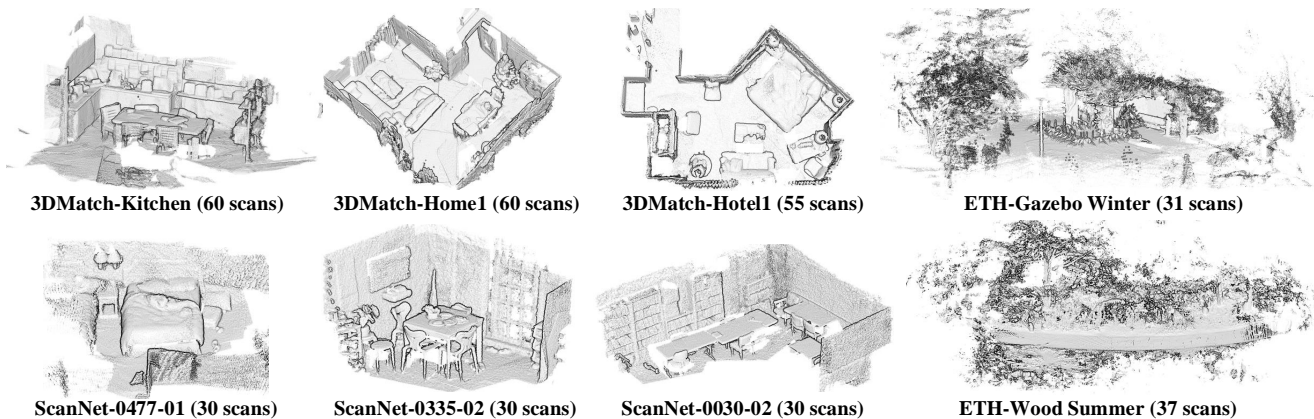 3DMatch-Kitchen (60 scans)
3DMatch-Home1 (60 scans)
3DMatch-Hotel1 (55 scans)
ETH-Gazebo Winter (31 scans)
ScanNet-0477-01 (30 scans)
ScanNet-0335-02 (30 scans)
ScanNet-0030-02 (30 scans)
ETH-Wood Summer (37 scans)